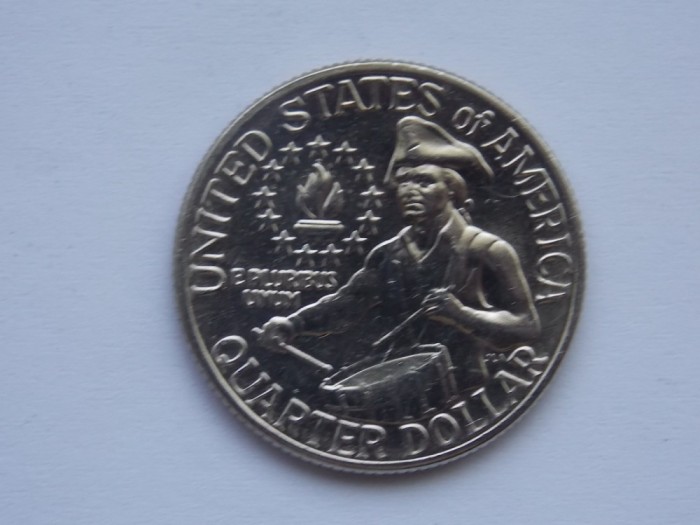 UNITED STATES of AMERICA
E PLURIBUS
UNUM
QUARTER DOLLAR